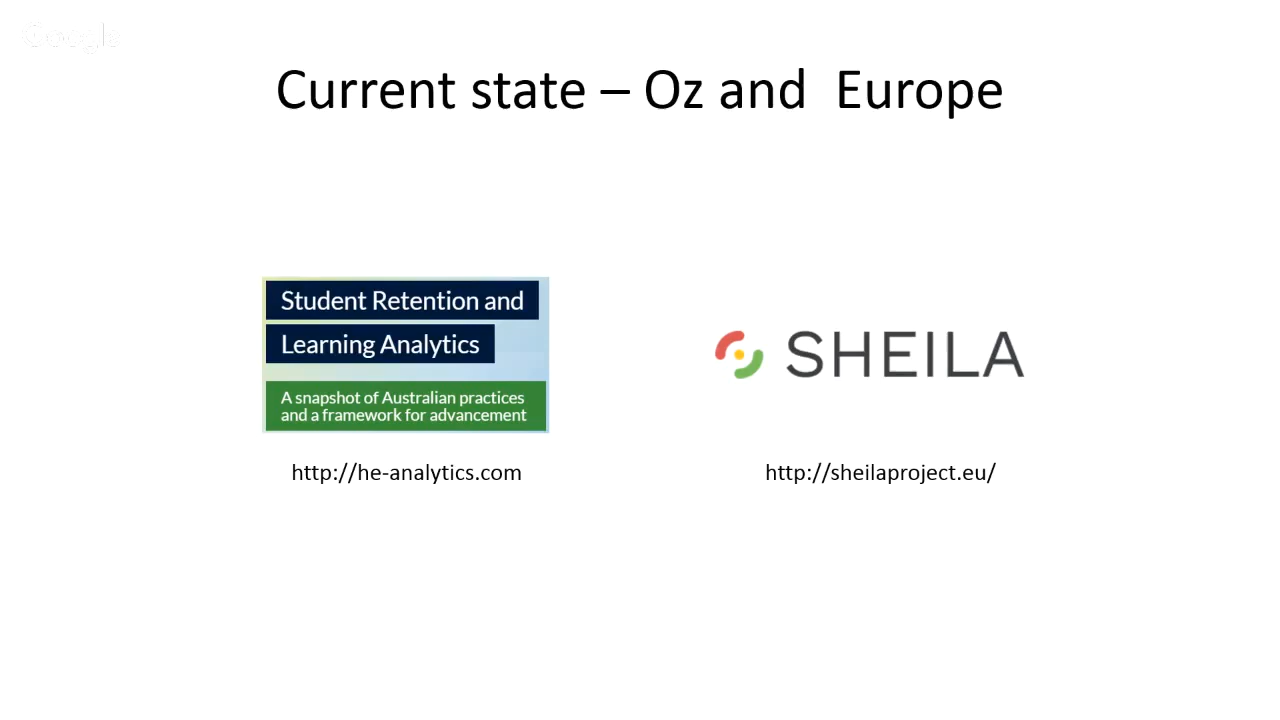 Google
Current state – Oz and Europe
Student Retention and
Learning Analytics
A snapshot of Australian practices
and a framework for advancement
SHEILA
http://he-analytics.com
http://sheilaproject.eu/